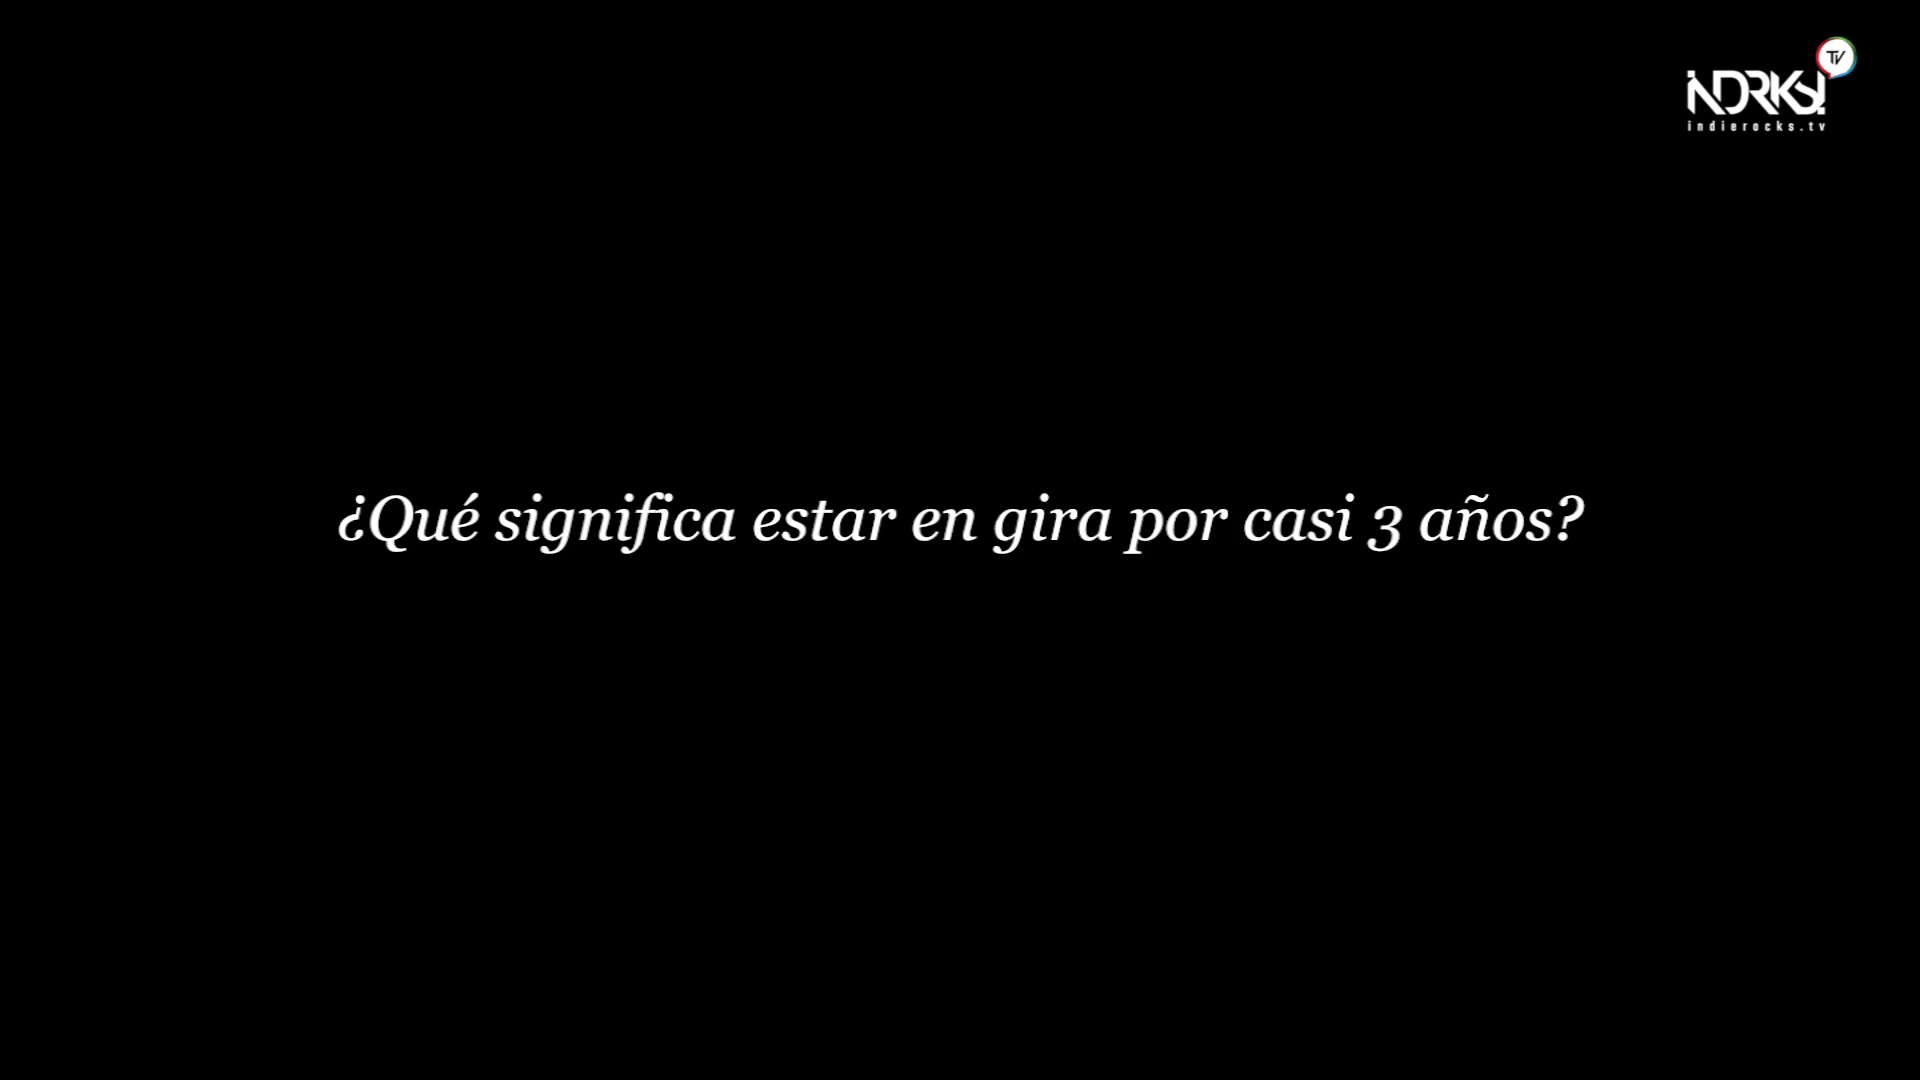 TV
iNDRKS!
indierocks.tv
¿Qué significa estar en gira por casi 3 años?